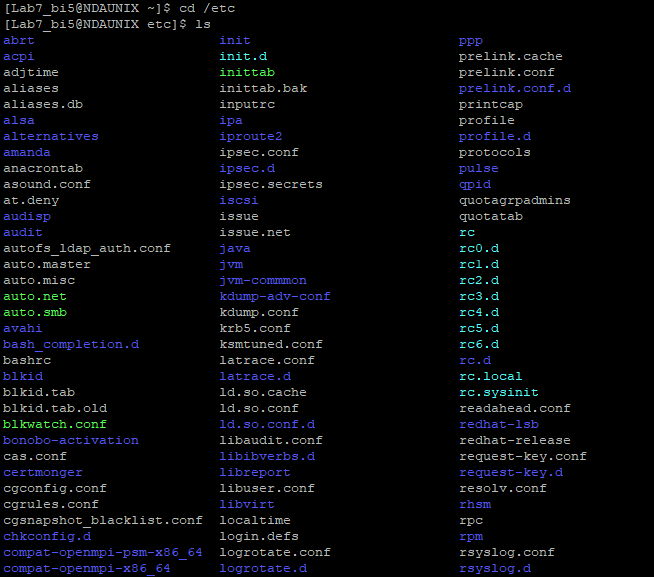 [Lab7_bi5@NDAUNIX ~]$ cd /etc
[Lab7_bi5@NDAUNIX etc]$ ls
abrt init ppp
acpi init.d prelink.cache
adjtime inittab prelink.conf
aliases inittab.bak prelink.conf.d
aliases.db inputrc printcap
alsa ipa profile
alternatives iproute2 profile.d
amanda ipsec.conf protocols
anacrontab ipsec.d pulse
asound.conf ipsec.secrets qpid
at.deny iscsi quotagrpadmins
audisp issue quotatab
audit issue.net rc
autofs_ldap_auth.conf java rc0.d
auto.master jvm rc1.d
auto.misc jvm-commmon rc2.d
auto.net kdump-adv-conf rc3.d
auto.smb kdump.conf rc4.d
avahi krb5.conf rc5.d
bash_completion.d ksmtuned.conf rc6.d
bashrc latrace.conf rc.d
blkid latrace.d rc.local
blkid.tab ld.so.cache rc.sysinit
blkid.tab.old ld.so.conf readahead.conf
blkwatch.conf ld.so.conf.d redhat-lsb
bonobo-activation libaudit.conf redhat-release
cas.conf libibverbs.d request-key.conf
certmonger libreport request-key.d
cgconfig.conf libuser.conf resolv.conf
cgrules.conf libvirt rhsm
cgsnapshot_blacklist.conf localtime rpc
chkconfig.d login.defs rpm
compat-openmpi-psm-x86_64 logrotate.conf rsyslog.conf
compat-openmpi-x86_64 logrotate.d rsyslog.d